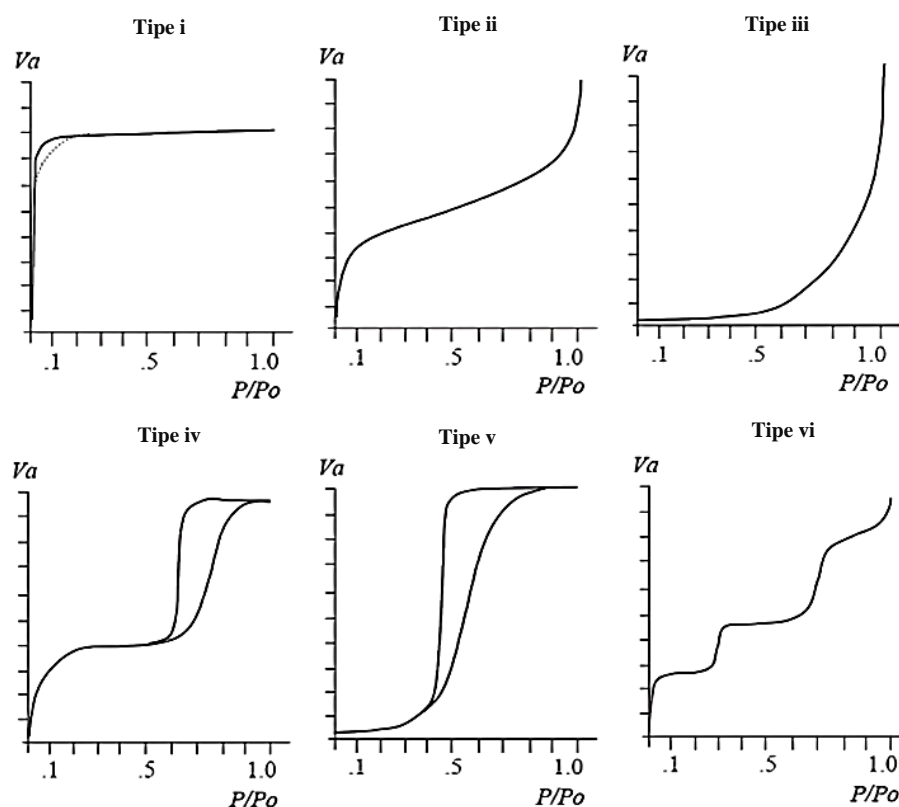 Tipe i
Tipe ii
Tipe iii
Va
Va
Va
.1 .5 1.0
P/Po
.1 .5 1.0
P/Po
.1 .5 1.0
P/Po
Tipe iv
Tipe v
Tipe vi
Va
Va
Va
.1 .5 1.0
P/Po
.1 .5 1.0
P/Po
.1 .5 1.0
P/Po